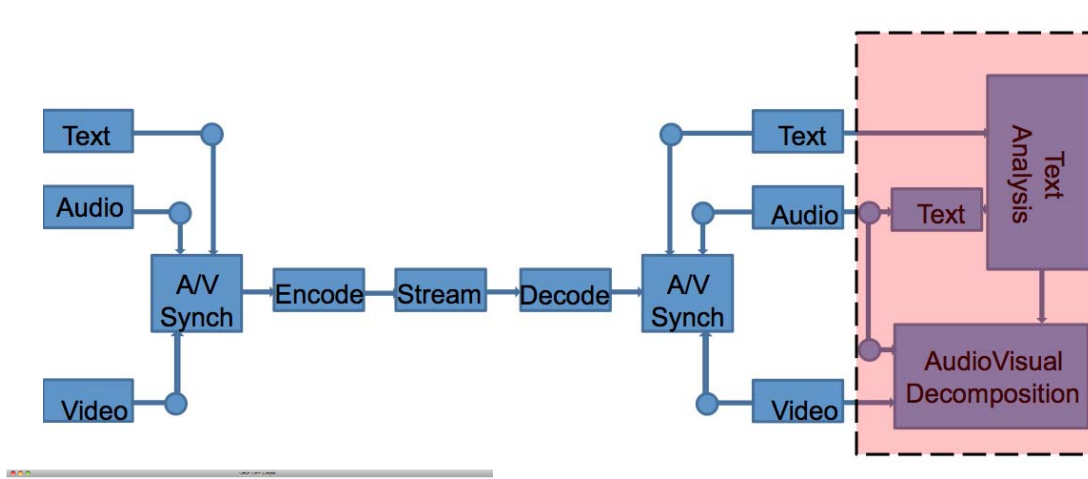 Text
Audio
A/V
Synch
Video
Encode
Stream
Decode
A/V
Synch
Text
Audio
Video
Text
Text
Analysis
AudioVisual
Decomposition